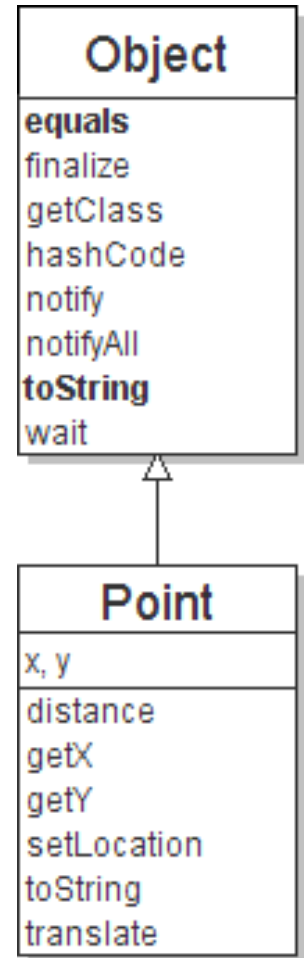 Object
equals
finalize
getClass
hashCode
notify
notifyAll
toString
wait
Point
x, y
distance
getX
getY
setLocation
toString
translate